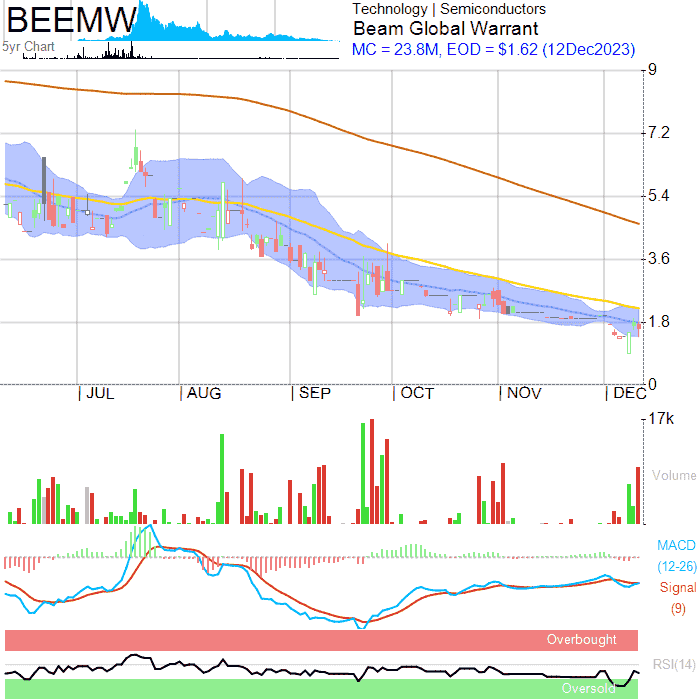 BEEMW
5yr Chart
Technology | Semiconductors
Beam Global Warrant
MC = 23.8M, EOD = $1.62 (12Dec2023)
9
7.2
5.4
3.6
1.8
0
| JUL | AUG | SEP | OCT | NOV | DEC
17k
Volume
MACD
(12-26)
Signal
(9)
Overbought
RSI(14)
Oversold